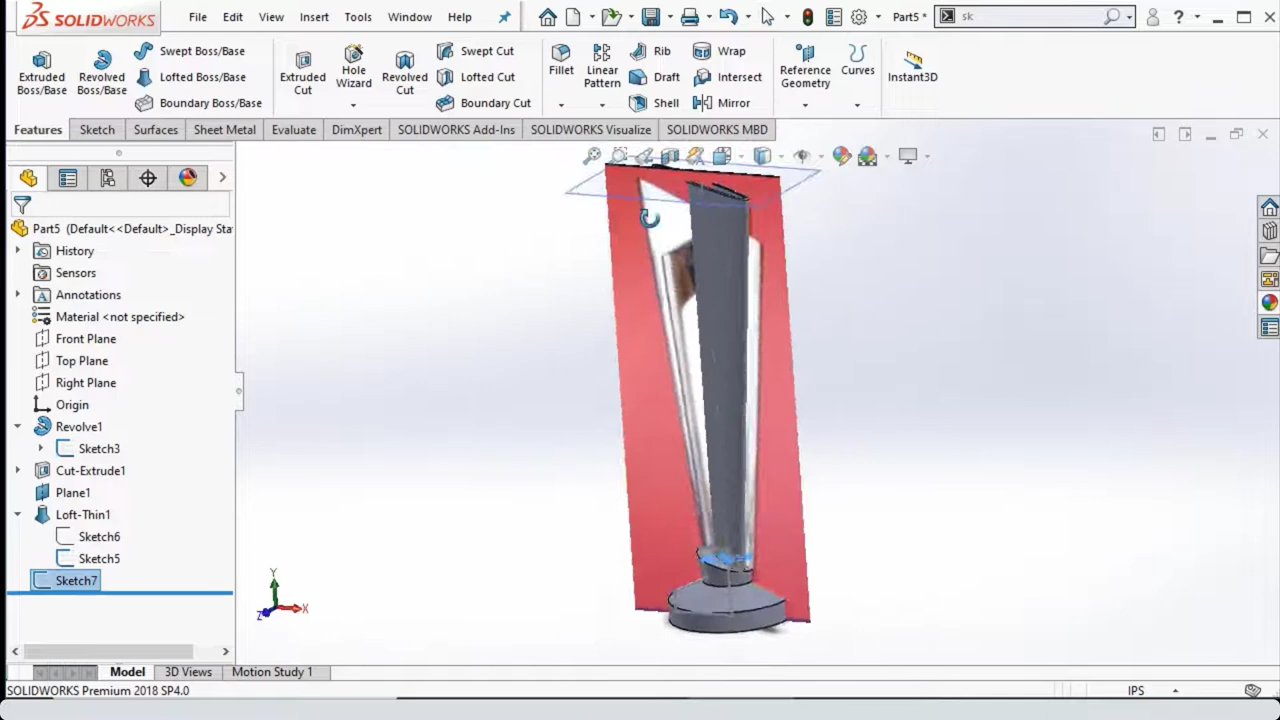 SOLIDWORKS File Edit View Insert Tools Window Help Part5 * sk
Extruded Boss/Base
Revolved Boss/Base
Swept Boss/Base
Lofted Boss/Base
Boundary Boss/Base
Extruded Cut
Hole Wizard
Revolved Cut
Swept Cut
Lofted Cut
Boundary Cut
Fillet
Linear Pattern
Rib
Draft
Shell
Wrap
Intersect
Mirror
Reference Geometry
Curves
Instant3D
Features Sketch Surfaces Sheet Metal Evaluate DimXpert SOLIDWORKS Add-Ins SOLIDWORKS Visualize SOLIDWORKS MBD
Part5 (Default<<Default>_Display Sta
History
Sensors
Annotations
Material <not specified>
Front Plane
Top Plane
Right Plane
Origin
Revolve1
Sketch3
Cut-Extrude1
Plane1
Loft-Thin1
Sketch6
Sketch5
Sketch7
Y
X
Z
Model 3D Views Motion Study 1
SOLIDWORKS Premium 2018 SP4.0 IPS